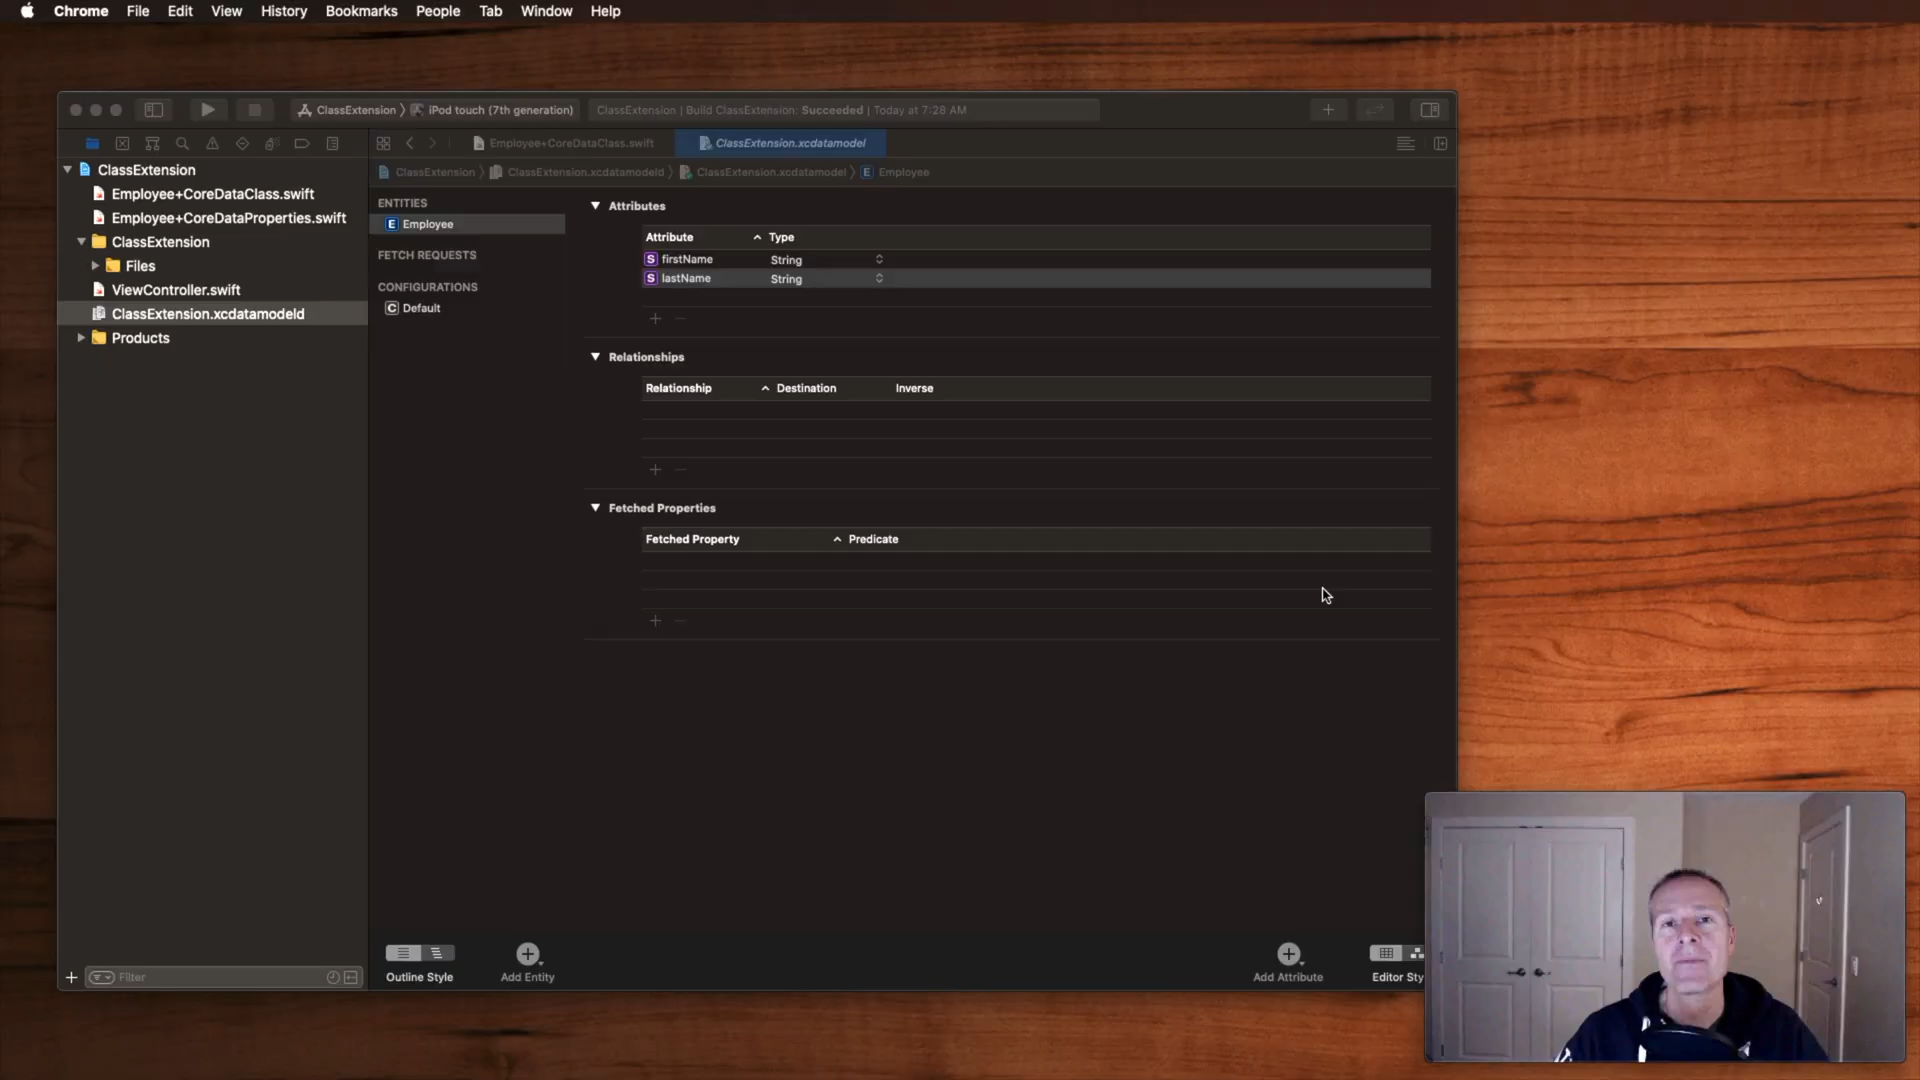 Chrome File Edit View History Bookmarks People Tab Window Help
ClassExtension iPod touch (7th generation) ClassExtension | Build ClassExtension: Succeeded | Today at 7:28 AM
Employee+CoreDataClass.swift ClassExtension.xcdatamodel
ClassExtension ClassExtension.xcdatamodeld ClassExtension.xcdatamodel E Employee
ClassExtension
Employee+CoreDataClass.swift
Employee+CoreDataProperties.swift
ClassExtension
Files
ViewController.swift
ClassExtension.xcdatamodeld
Products
ENTITIES
E Employee
FETCH REQUESTS
CONFIGURATIONS
C Default
Attributes
Attribute Type
S firstName String
S lastName String
Relationships
Relationship Destination Inverse
Fetched Properties
Fetched Property Predicate
Filter
Outline Style Add Entity Add Attribute Editor Sty